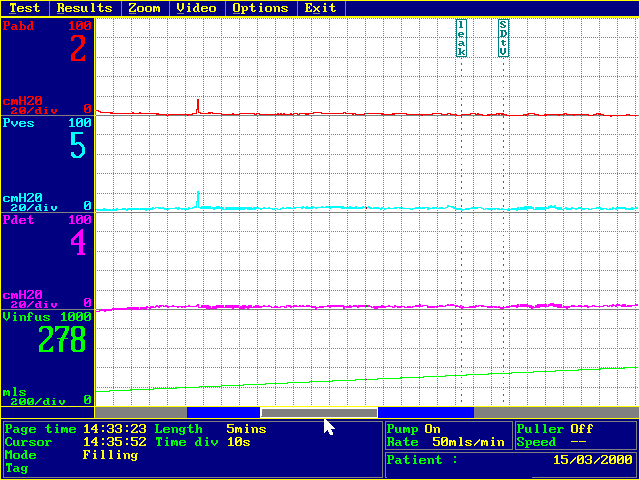 Test Results Zoom Video Options Exit
Pabd 100
2
cmH2O
20/div 0
leak
SDtV
Pves 100
5
cmH2O
20/div 0
Pdet 100
4
cmH2O
20/div 0
Vinfus 1000
278
mls
200/div 0
Page time 14:33:23 Length 5mins
Cursor 14:35:52 Time div 10s
Mode Filling
Tag
Pump On
Rate 50mls/min
Puller Off
Speed --
Patient : 15/03/2000